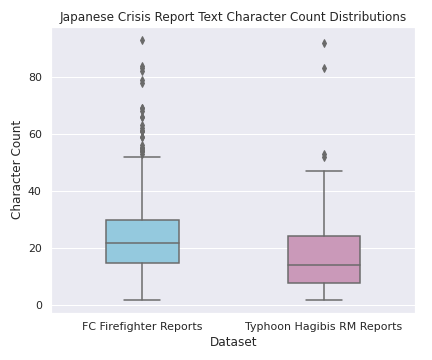 Japanese Crisis Report Text Character Count Distributions
80
60
40
20
0
Character Count
FC Firefighter Reports
Typhoon Hagibis RM Reports
Dataset